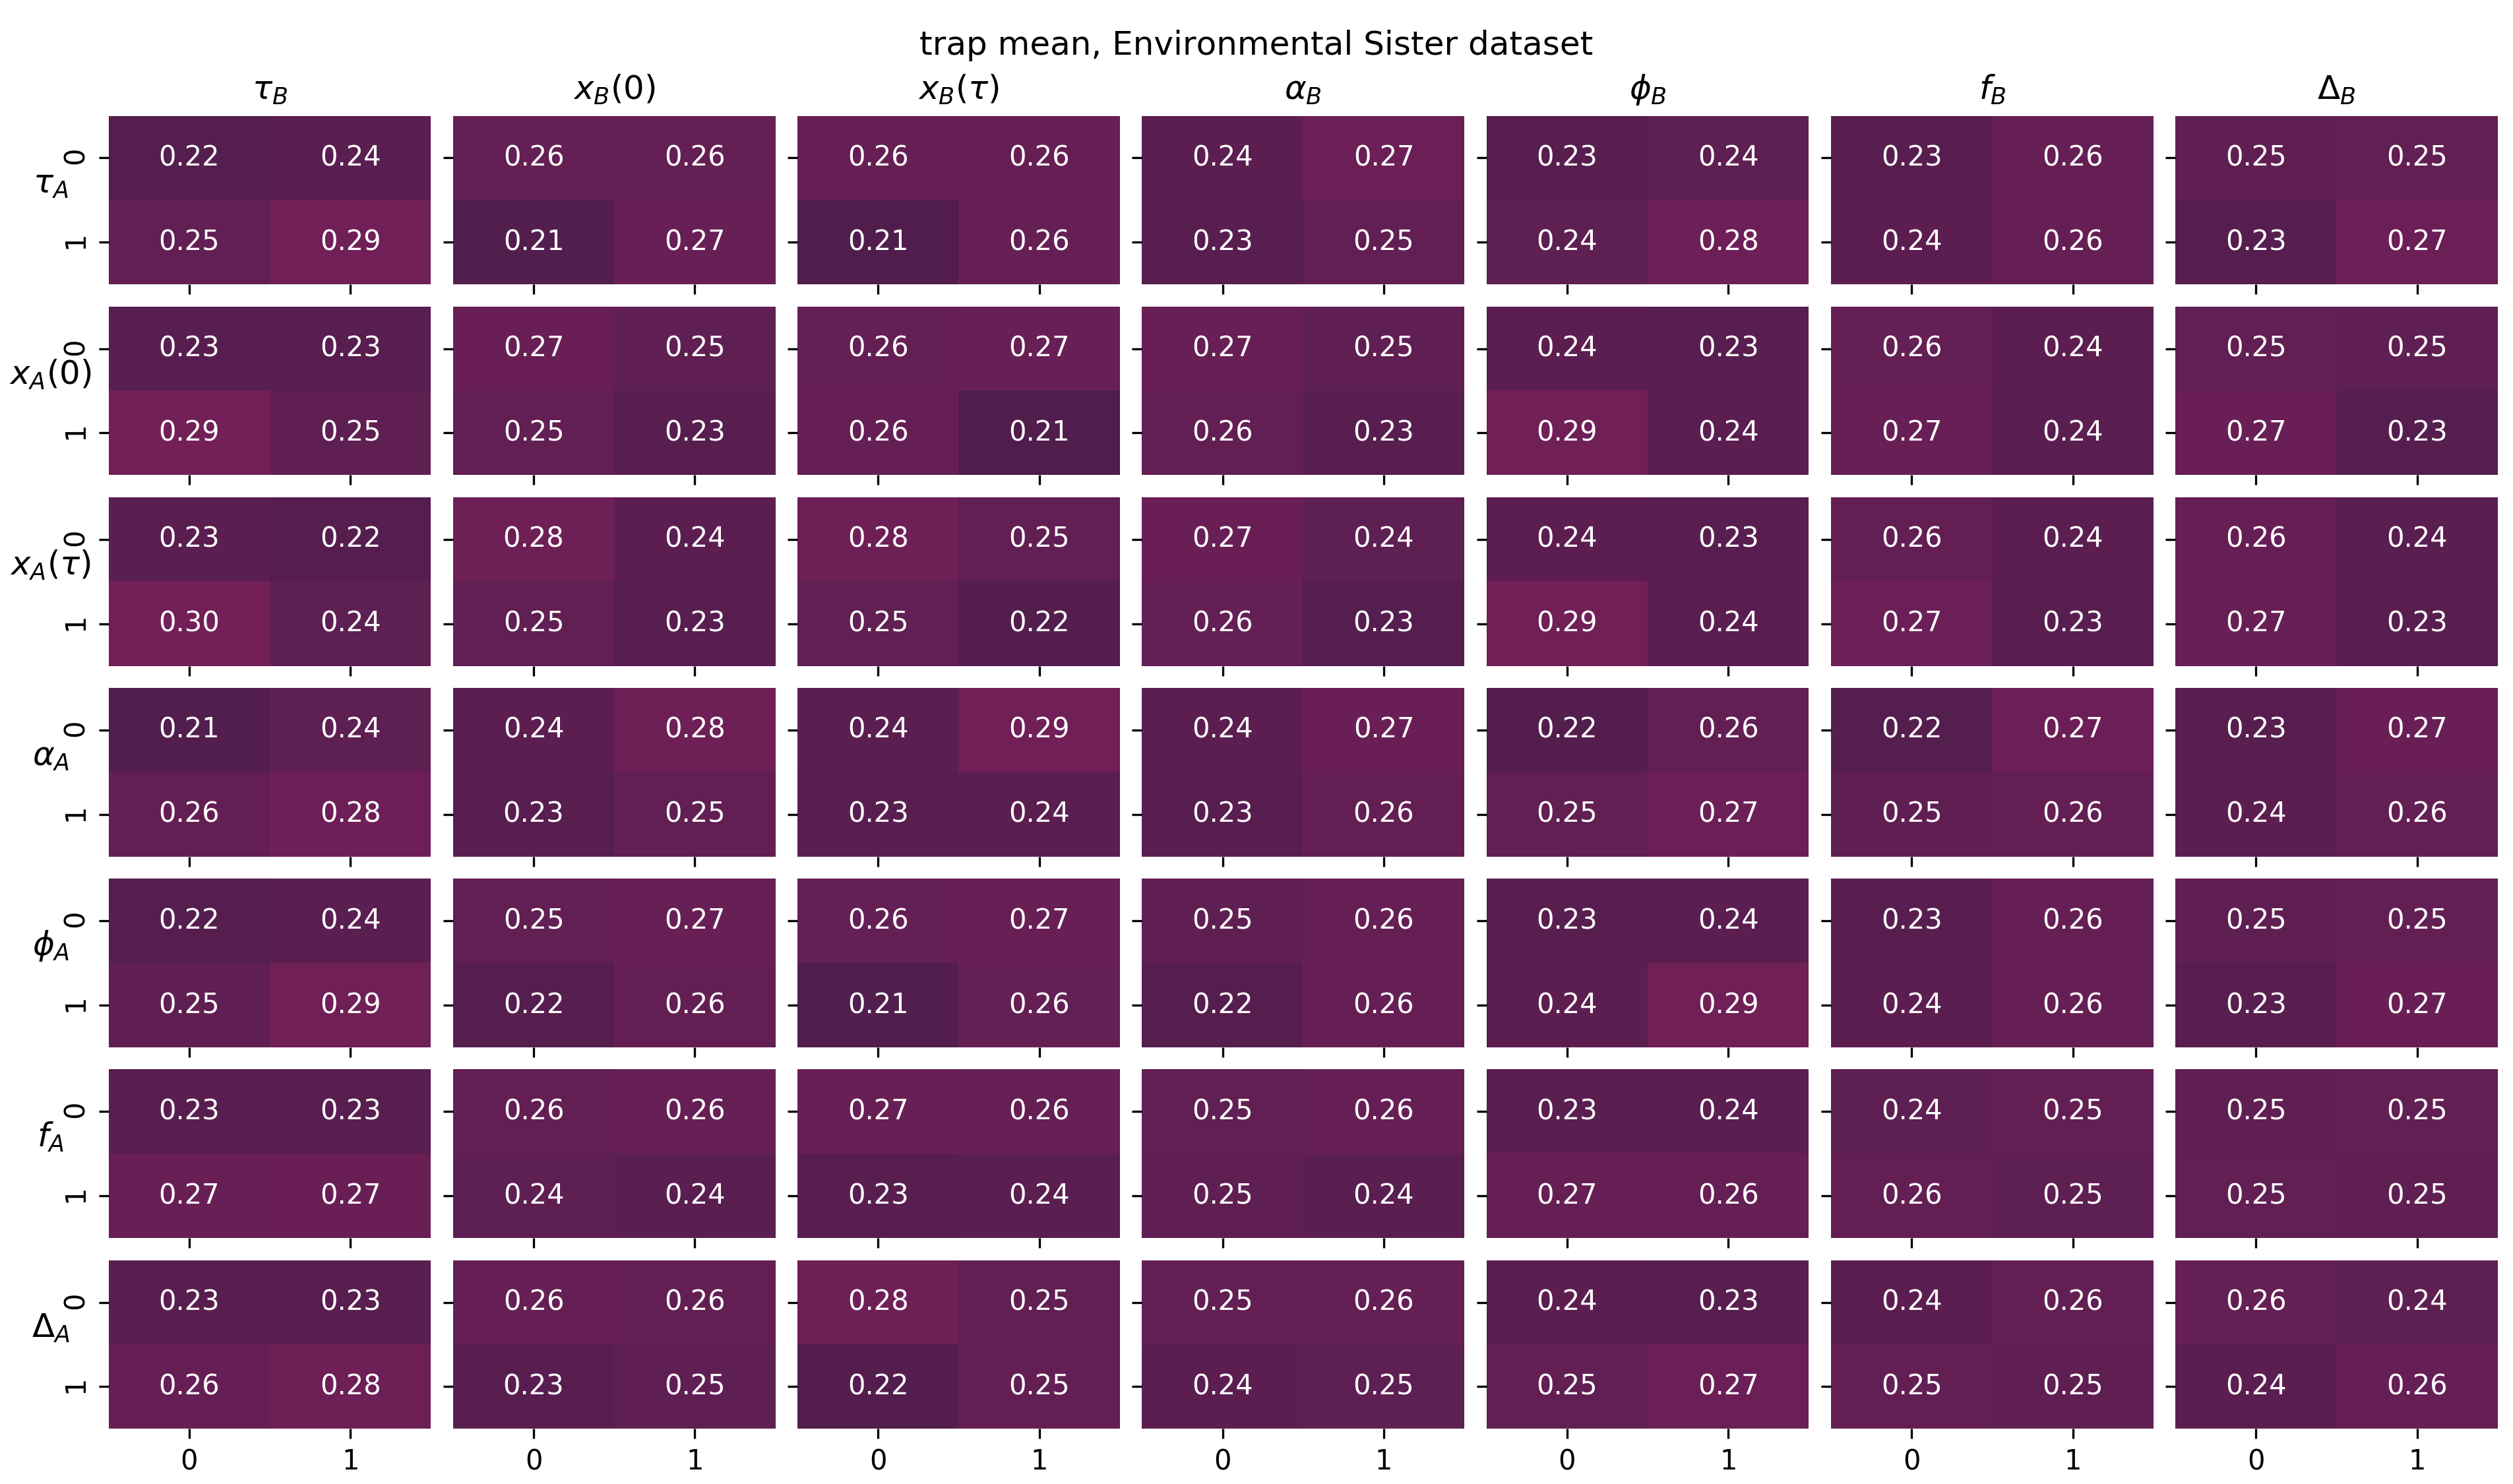 trap mean, Environmental Sister dataset
τ_B x_B(0) x_B(τ) α_B ϕ_B f_B Δ_B
τ_A 0 0.22 0.24 0.26 0.26 0.26 0.26 0.24 0.27 0.23 0.24 0.23 0.26 0.25 0.25
1 0.25 0.29 0.21 0.27 0.21 0.26 0.23 0.25 0.24 0.28 0.24 0.26 0.23 0.27
x_A(0) 0 0.23 0.23 0.27 0.25 0.26 0.27 0.27 0.25 0.24 0.23 0.26 0.24 0.25 0.25
1 0.29 0.25 0.25 0.23 0.26 0.21 0.26 0.23 0.29 0.24 0.27 0.24 0.27 0.23
x_A(τ) 0 0.23 0.22 0.28 0.24 0.28 0.25 0.27 0.24 0.24 0.23 0.26 0.24 0.26 0.24
1 0.30 0.24 0.25 0.23 0.25 0.22 0.26 0.23 0.29 0.24 0.27 0.23 0.27 0.23
α_A 0 0.21 0.24 0.24 0.28 0.24 0.29 0.24 0.27 0.22 0.26 0.22 0.27 0.23 0.27
1 0.26 0.28 0.23 0.25 0.23 0.24 0.23 0.26 0.25 0.27 0.25 0.26 0.24 0.26
ϕ_A 0 0.22 0.24 0.25 0.27 0.26 0.27 0.25 0.26 0.23 0.24 0.23 0.26 0.25 0.25
1 0.25 0.29 0.22 0.26 0.21 0.26 0.22 0.26 0.24 0.29 0.24 0.26 0.23 0.27
f_A 0 0.23 0.23 0.26 0.26 0.27 0.26 0.25 0.26 0.23 0.24 0.24 0.25 0.25 0.25
1 0.27 0.27 0.24 0.24 0.23 0.24 0.25 0.24 0.27 0.26 0.26 0.25 0.25 0.25
Δ_A 0 0.23 0.23 0.26 0.26 0.28 0.25 0.25 0.26 0.24 0.23 0.24 0.26 0.26 0.24
1 0.26 0.28 0.23 0.25 0.22 0.25 0.24 0.25 0.25 0.27 0.25 0.25 0.24 0.26
0 1 0 1 0 1 0 1 0 1 0 1 0 1